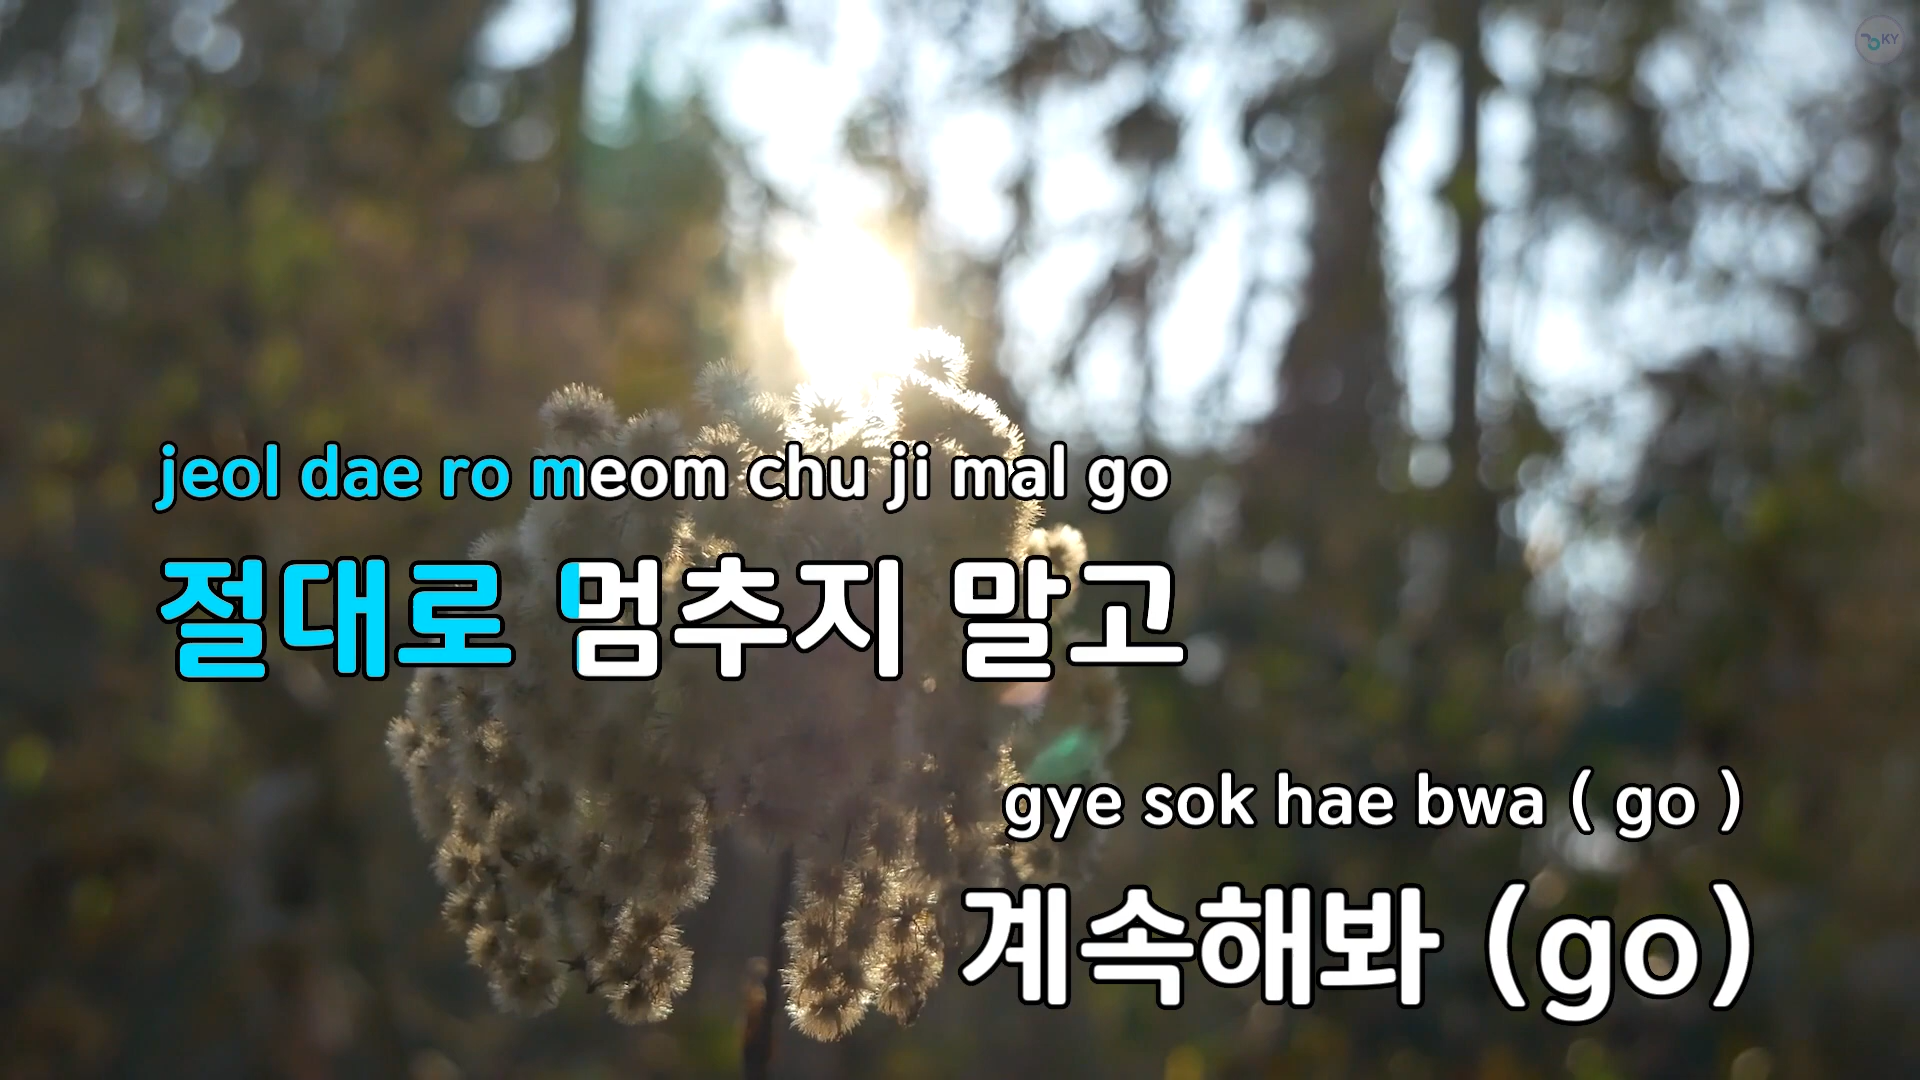 KY
jeol dae ro meom chu ji mal go
절대로 멈추지 말고
gye sok hae bwa ( go )
계속해봐 (go)